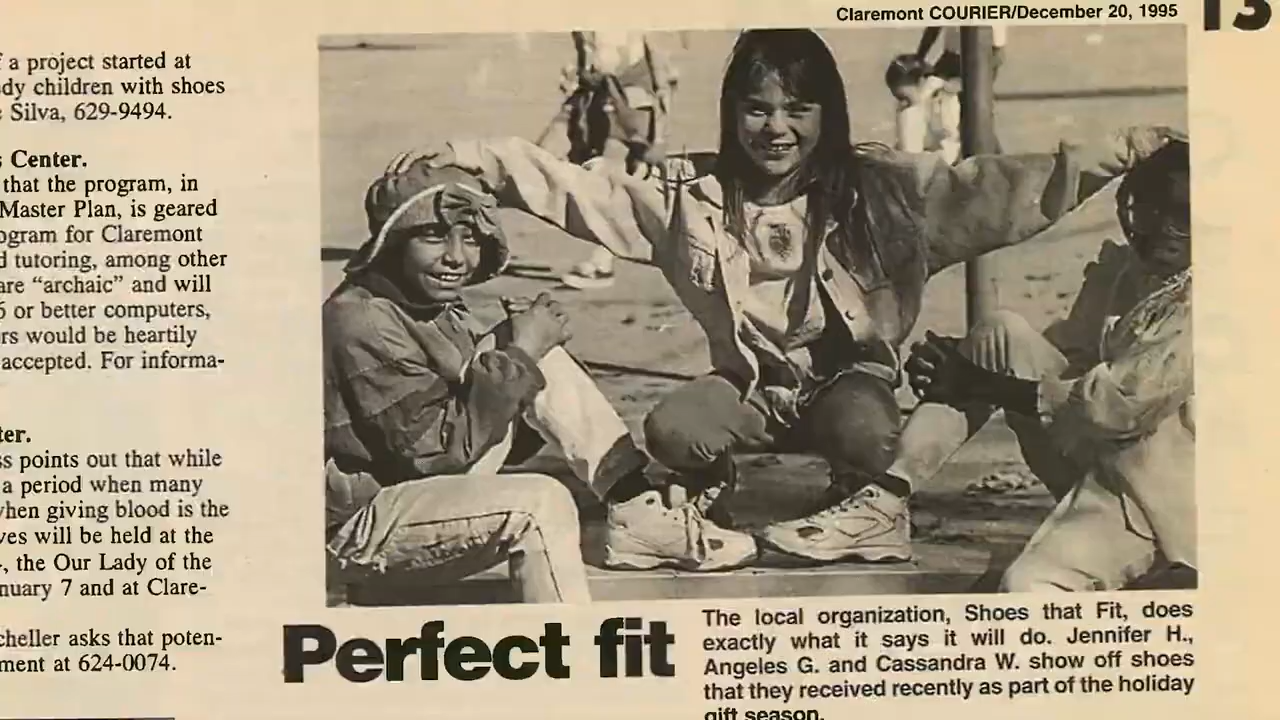 Claremont COURIER/December 20, 1995
13
f a project started at
dy children with shoes
Silva, 629-9494.
Center.
that the program, in
Master Plan, is geared
ogram for Claremont
d tutoring, among other
are “archaic” and will
or better computers,
rs would be heartily
accepted. For informa-
ter.
ss points out that while
a period when many
when giving blood is the
ves will be held at the
, the Our Lady of the
nuary 7 and at Clare-
cheller asks that poten-
ment at 624-0074.
Perfect fit
The local organization, Shoes that Fit, does
exactly what it says it will do. Jennifer H.,
Angeles G. and Cassandra W. show off shoes
that they received recently as part of the holiday
gift season.